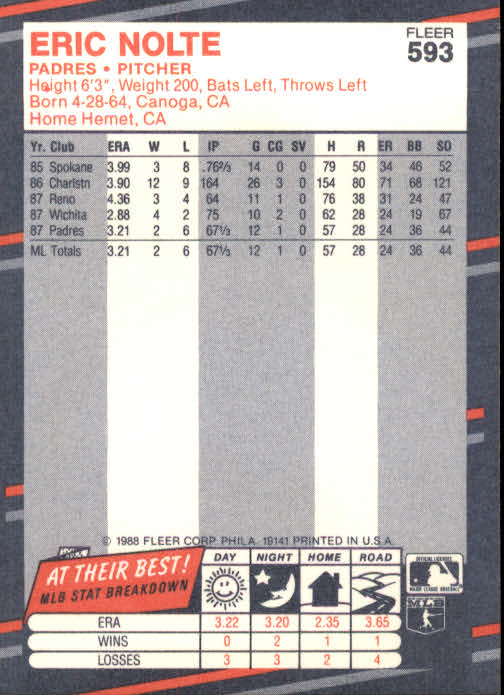 ERIC NOLTE
FLEER
593
PADRES • PITCHER
Height 6'3", Weight 200, Bats Left, Throws Left
Born 4-28-64, Canoga, CA
Home Hemet, CA
Yr. Club ERA W L IP G CG SV H R ER BB SO
85 Spokane 3.99 3 8 .76⅔ 14 0 0 79 50 34 46 52
86 Charlstn 3.90 12 9 164 26 3 0 154 80 71 68 121
87 Reno 4.36 3 4 64 11 1 0 76 38 31 24 47
87 Wichita 2.88 4 2 75 10 2 0 62 28 24 19 67
87 Padres 3.21 2 6 67⅓ 12 1 0 57 28 24 36 44
ML Totals 3.21 2 6 67⅓ 12 1 0 57 28 24 36 44
© 1988 FLEER CORP. PHILA. 19141 PRINTED IN U.S.A.
AT THEIR BEST!
MLB STAT BREAKDOWN
DAY NIGHT HOME ROAD
ERA 3.22 3.20 2.35 3.65
WINS 0 2 1 1
LOSSES 3 3 2 4
OFFICIAL LICENSEE
MAJOR LEAGUE BASEBALL
MLB